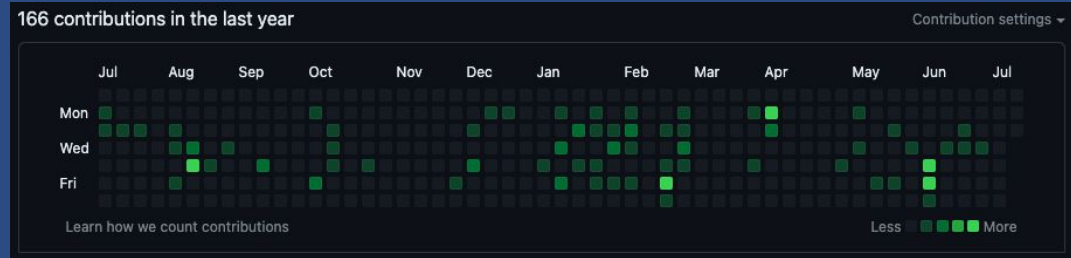 166 contributions in the last year
Contribution settings
Jul Aug Sep Oct Nov Dec Jan Feb Mar Apr May Jun Jul
Mon
Wed
Fri
Learn how we count contributions
Less More